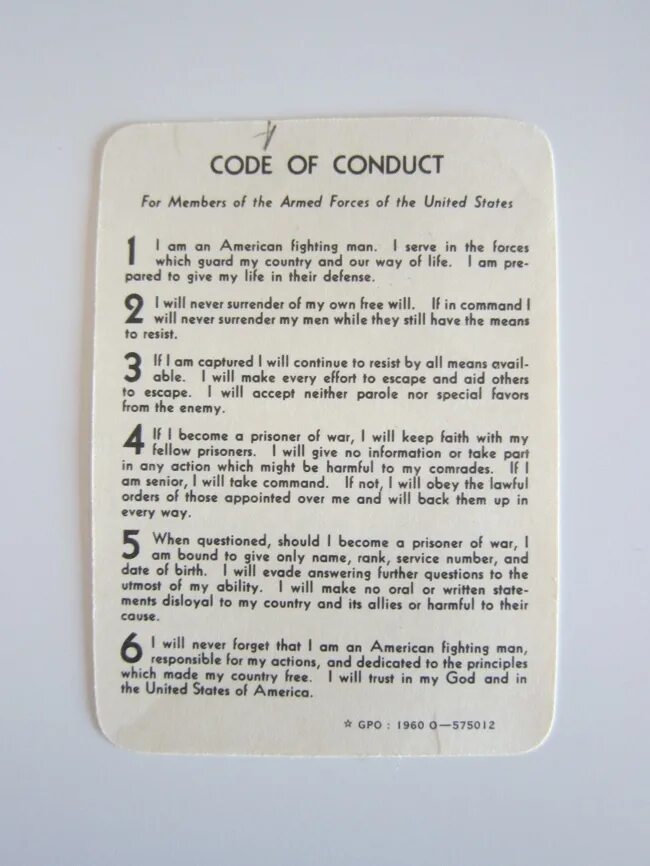 CODE OF CONDUCT
For Members of the Armed Forces of the United States
1 I am an American fighting man. I serve in the forces
which guard my country and our way of life. I am pre-
pared to give my life in their defense.
2 I will never surrender of my own free will. If in command I
will never surrender my men while they still have the means
to resist.
3 If I am captured I will continue to resist by all means avail-
able. I will make every effort to escape and aid others
to escape. I will accept neither parole nor special favors
from the enemy.
4 If I become a prisoner of war, I will keep faith with my
fellow prisoners. I will give no information or take part
in any action which might be harmful to my comrades. If I
am senior, I will take command. If not, I will obey the lawful
orders of those appointed over me and will back them up in
every way.
5 When questioned, should I become a prisoner of war, I
am bound to give only name, rank, service number, and
date of birth. I will evade answering further questions to the
utmost of my ability. I will make no oral or written state-
ments disloyal to my country and its allies or harmful to their
cause.
6 I will never forget that I am an American fighting man,
responsible for my actions, and dedicated to the principles
which made my country free. I will trust in my God and in
the United States of America.
☆ GPO : 1960 O—575012